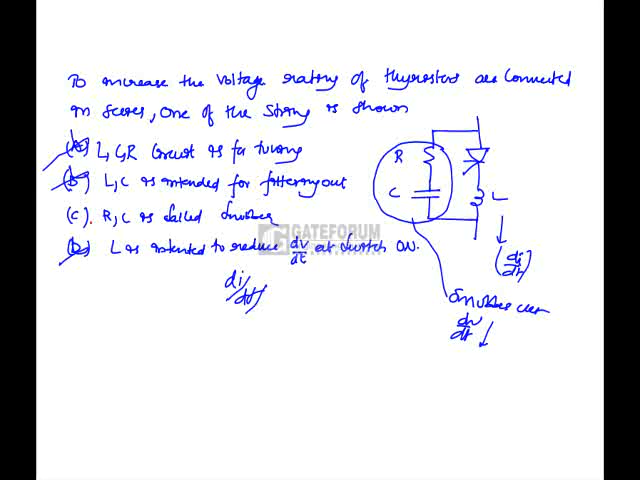 To increase the voltage rating of thyristors are connected
in series, one of the string is shown
(a) L, C, R circuit is for tuning
(b) L, C is intended for filtering out
(c). R, C is called snubber
(d) L is intented to reduce dv/dt at switch ON.
di/dt
R
C
L
(di/dt)
snubber
dv/dt ↓
GATEFORUM